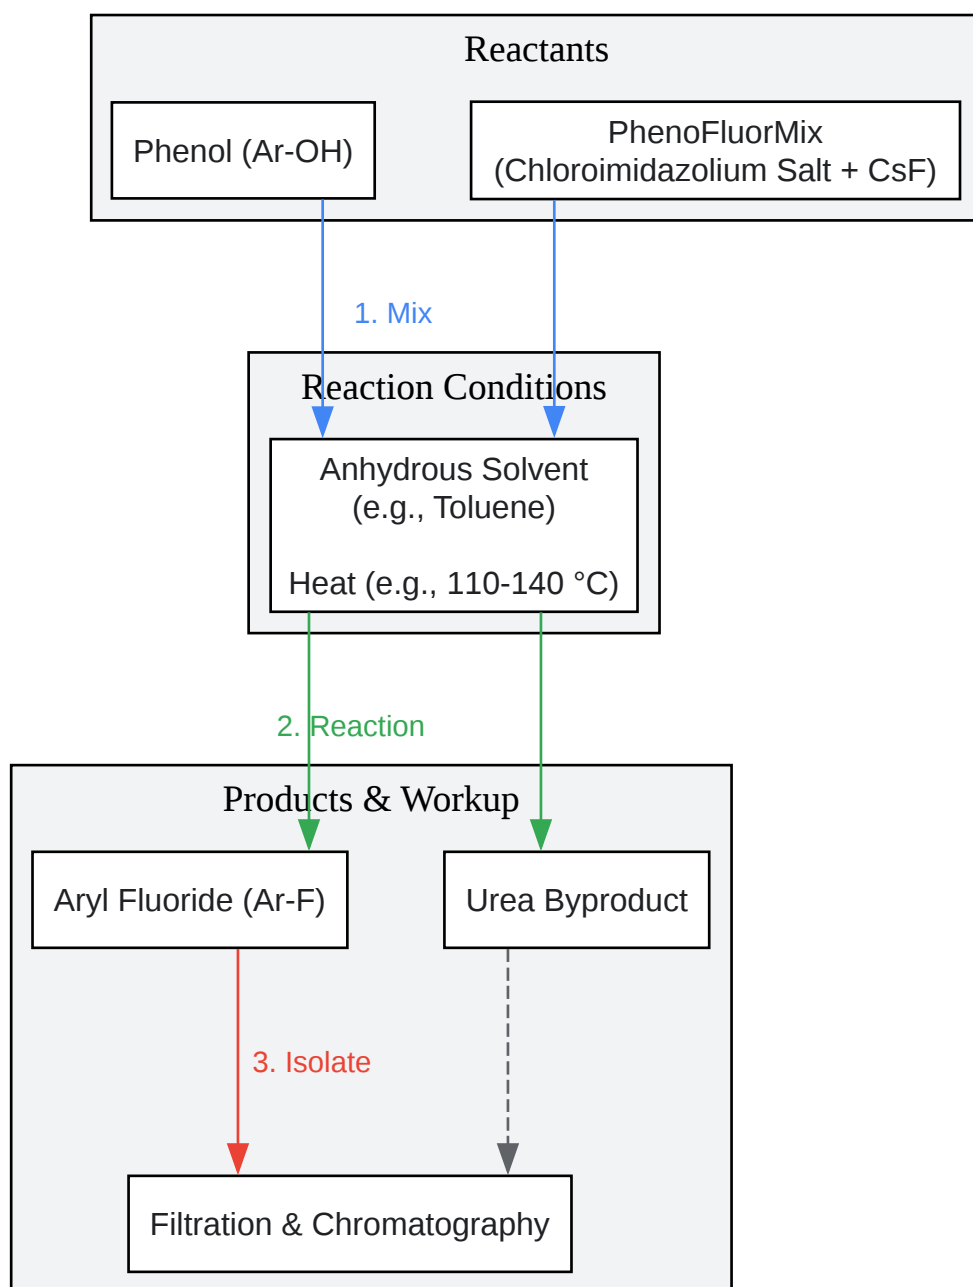 Reactants
Phenol (Ar-OH)
PhenoFluorMix
(Chloroimidazolium Salt + CsF)
1. Mix
Reaction Conditions
Anhydrous Solvent
(e.g., Toluene)
Heat (e.g., 110-140 °C)
2. Reaction
Products & Workup
Aryl Fluoride (Ar-F)
Urea Byproduct
3. Isolate
Filtration & Chromatography